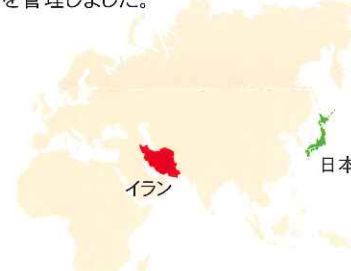 を管理しました。
日本
イラン